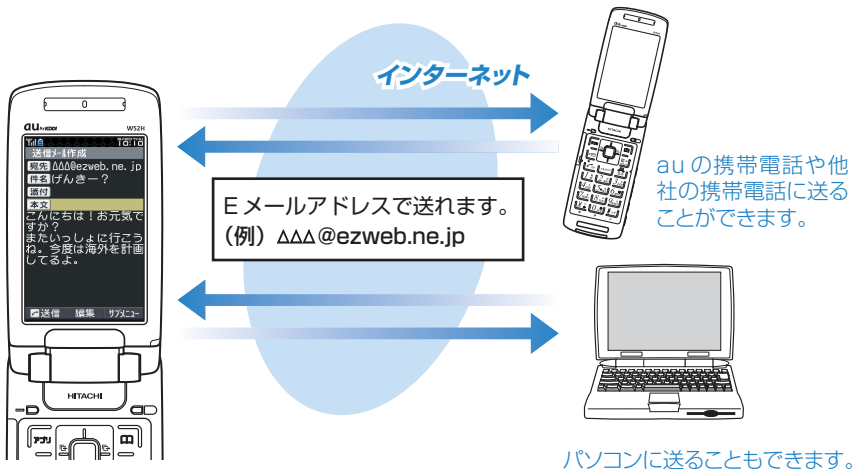 インターネット
au by KDDI
W52H
10:10
送信ﾒｰﾙ作成
宛先 △△△@ezweb.ne.jp
件名 げんきー？
添付
本文
こんにちは！お元気で
すか？
またいっしょに行こう
ね。今度は海外を計画
してるよ。
送信 編集 ｻﾌﾞﾒﾆｭｰ
HITACHI
アプリ
Eメールアドレスで送れます。
（例）△△△@ezweb.ne.jp
HITACHI
au の携帯電話や他
社の携帯電話に送る
ことができます。
パソコンに送ることもできます。